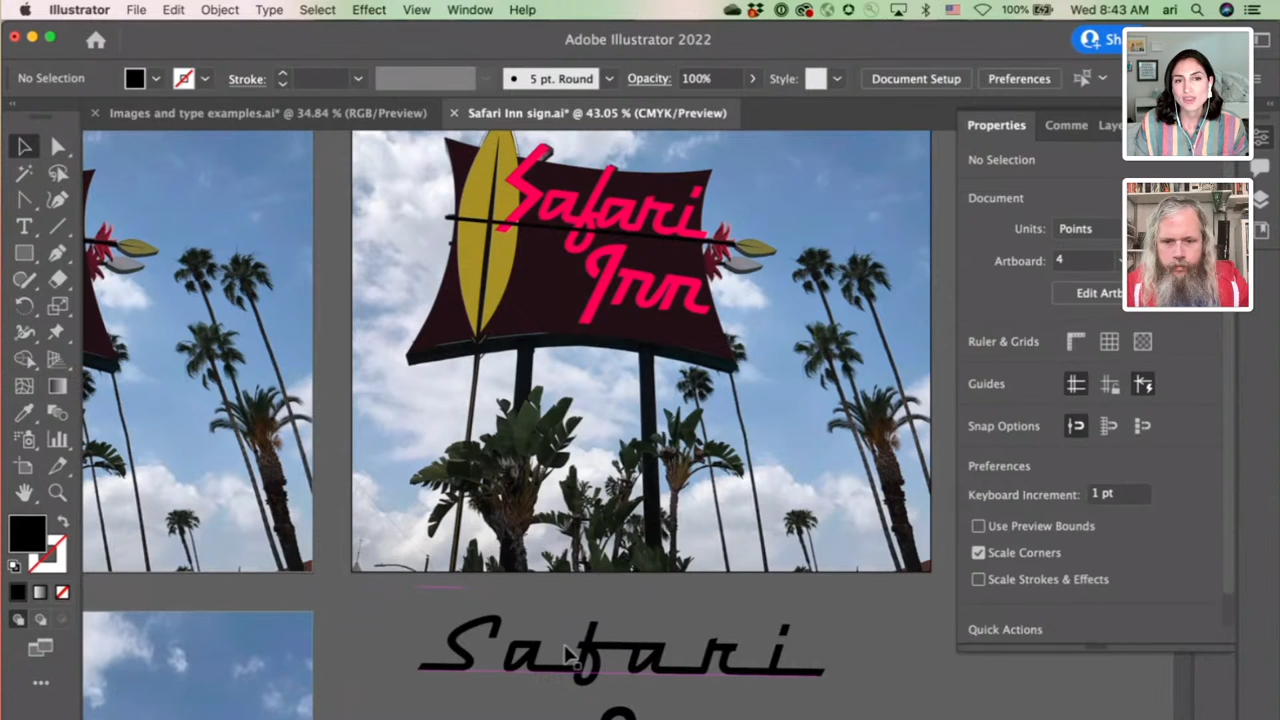 Illustrator File Edit Object Type Select Effect View Window Help 100% Wed 8:43 AM ari
Adobe Illustrator 2022
No Selection Stroke: 5 pt. Round Opacity: 100% Style: Document Setup Preferences
Images and type examples.ai* @ 34.84 % (RGB/Preview) Safari Inn sign.ai* @ 43.05 % (CMYK/Preview)
Properties Comme
No Selection
Document
Units: Points
Artboard: 4
Ruler & Grids
Guides
Snap Options
Preferences
Keyboard Increment: 1 pt
Use Preview Bounds
Scale Corners
Scale Strokes & Effects
Quick Actions
Safari
Inn
Safari